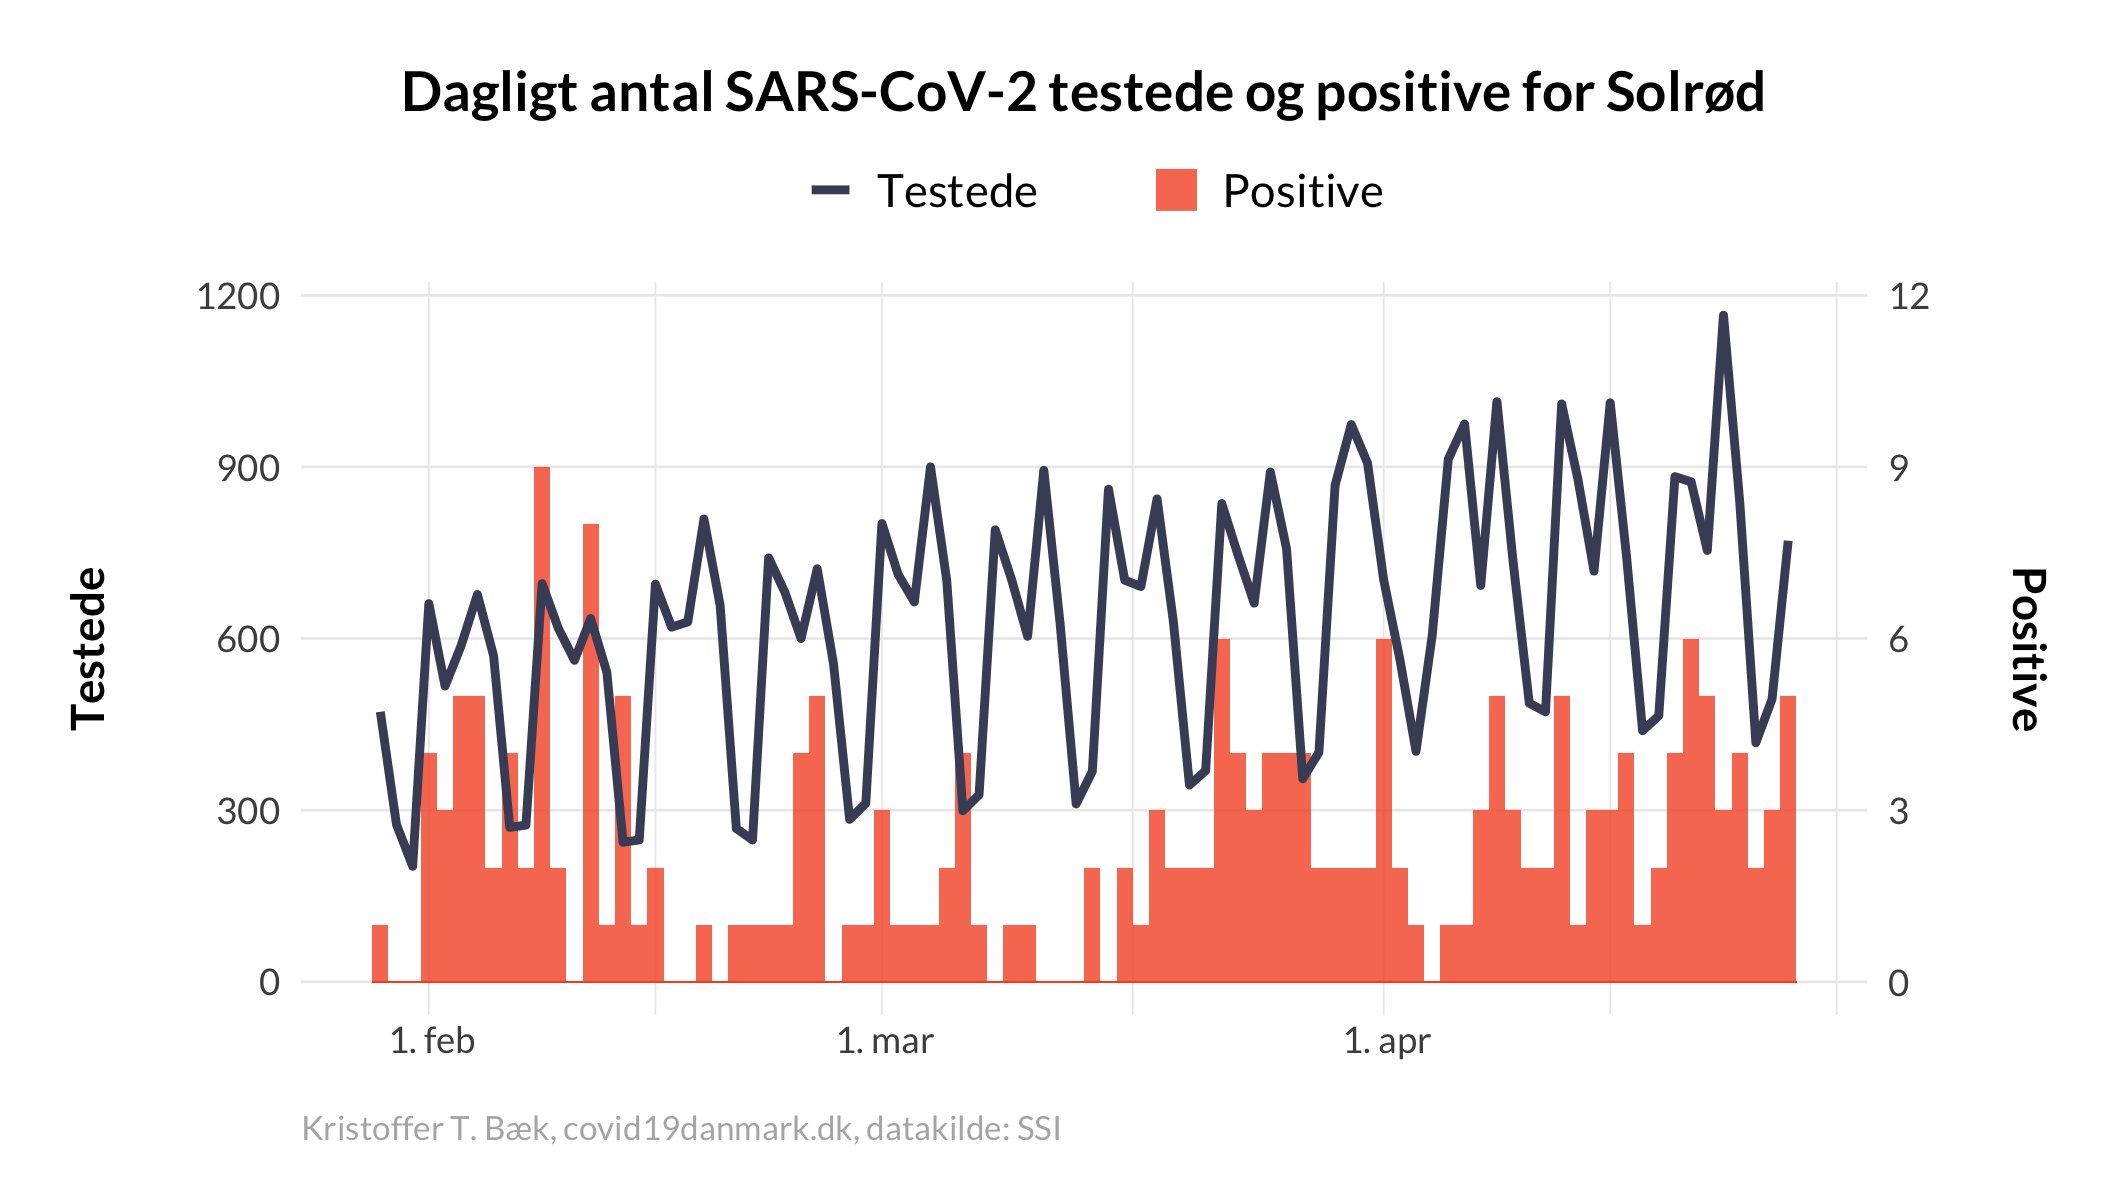 Dagligt antal SARS-CoV-2 testede og positive for Solrød
Testede
Positive
1200
900
600
300
0
Testede
12
9
6
3
0
Positive
1. feb
1. mar
1. apr
Kristoffer T. Bæk, covid19danmark.dk, datakilde: SSI